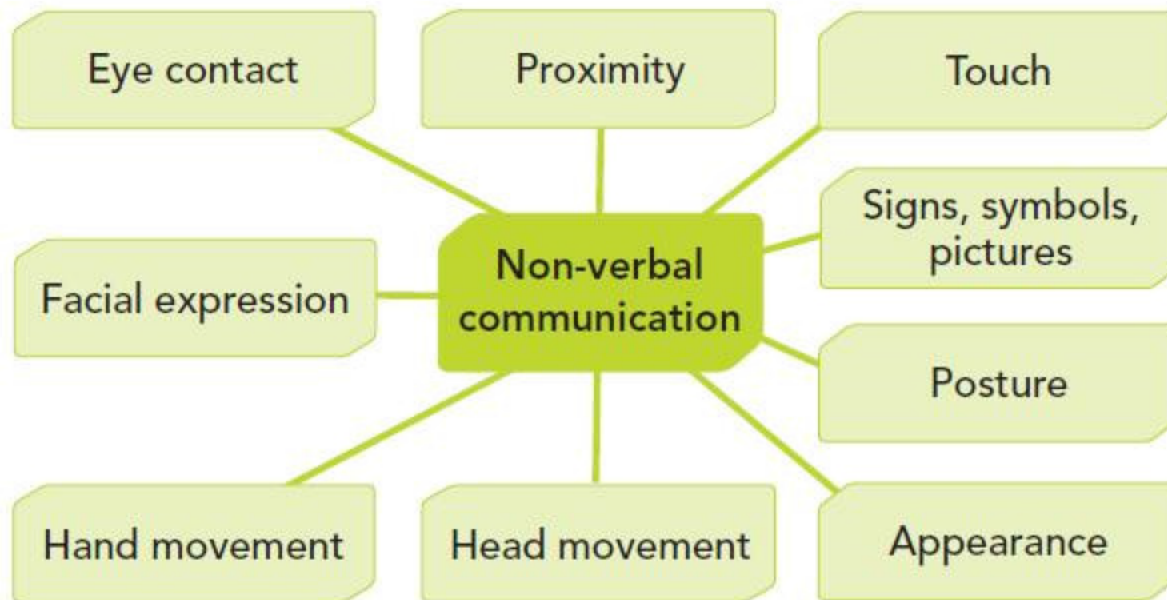 Eye contact
Proximity
Touch
Signs, symbols,
pictures
Non-verbal
communication
Facial expression
Posture
Hand movement
Head movement
Appearance